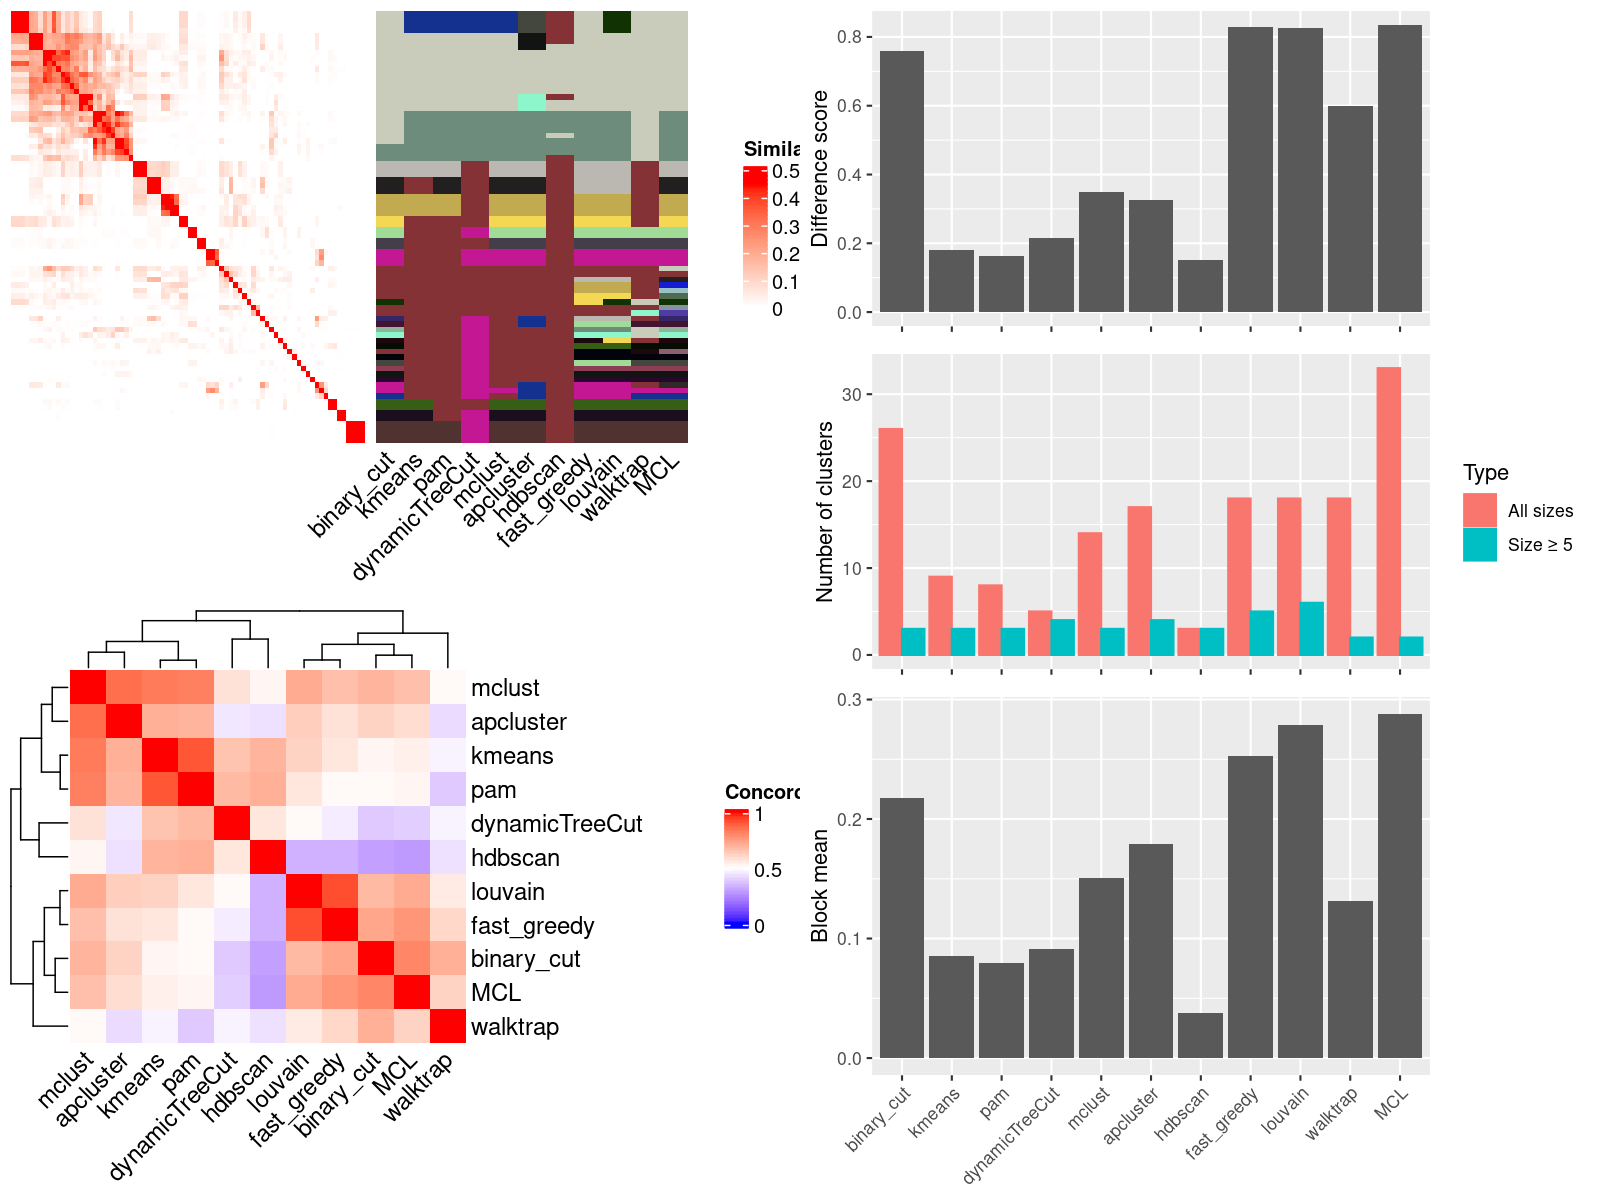 Simila
0.5
0.4
0.3
0.2
0.1
0
binary_cut
kmeans
pam
dynamicTreeCut
mclust
apcluster
hdbscan
fast_greedy
louvain
walktrap
MCL
mclust
apcluster
kmeans
pam
dynamicTreeCut
hdbscan
louvain
fast_greedy
binary_cut
MCL
walktrap
Concord
1
0.5
0
mclust
apcluster
kmeans
pam
dynamicTreeCut
hdbscan
louvain
fast_greedy
binary_cut
MCL
walktrap
Difference score
0.8
0.6
0.4
0.2
0.0
Number of clusters
30
20
10
0
Type
All sizes
Size ≥ 5
Block mean
0.3
0.2
0.1
0.0
binary_cut
kmeans
pam
dynamicTreeCut
mclust
apcluster
hdbscan
fast_greedy
louvain
walktrap
MCL